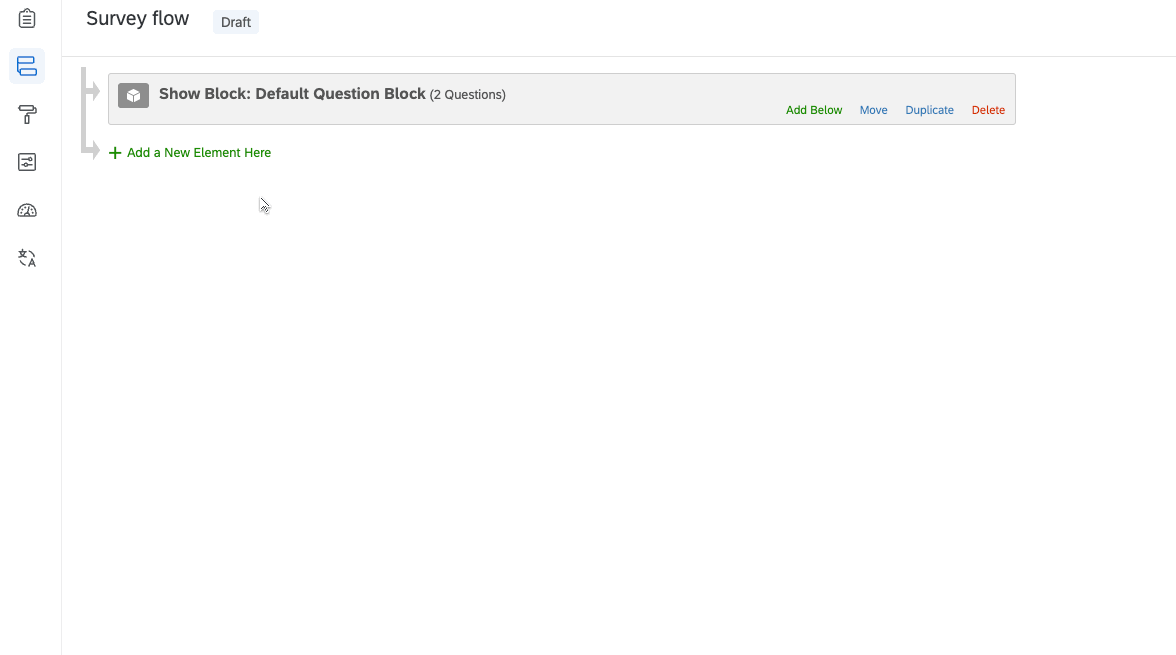 Survey flow
Draft
Show Block: Default Question Block (2 Questions)
Add Below Move Duplicate Delete
Add a New Element Here